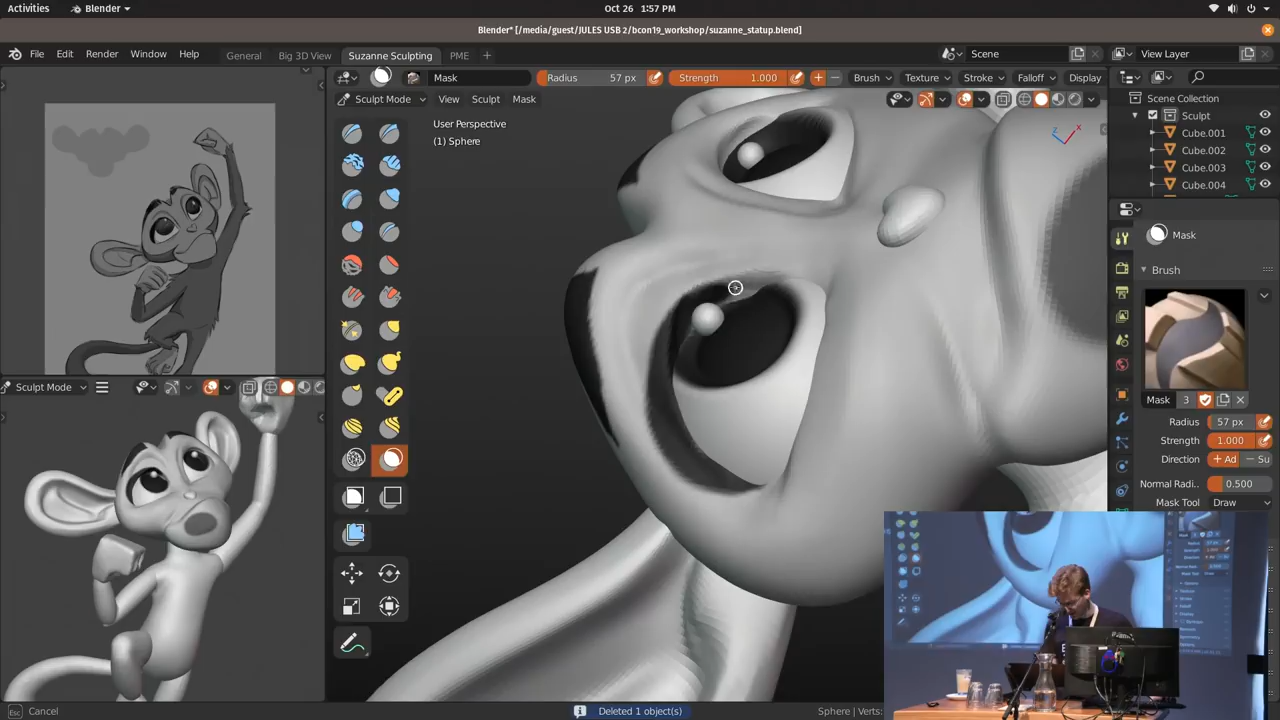 Activities
Blender
Oct 26 1:57 PM
Blender* [/media/guest/JULES USB 2/bcon19_workshop/suzanne_statup.blend]
File Edit Render Window Help
General Big 3D View Suzanne Sculpting PME +
Scene
View Layer
Mask
Radius 57 px
Strength 1.000
Brush Texture Stroke Falloff Display
Sculpt Mode View Sculpt Mask
User Perspective
(1) Sphere
Z X
Scene Collection
Sculpt
Cube.001
Cube.002
Cube.003
Cube.004
Mask
Brush
Mask 3
Radius 57 px
Strength 1.000
Direction + Ad — Su
Normal Radi.. 0.500
Mask Tool Draw
Sculpt Mode
Esc Cancel
Deleted 1 object(s)
Sphere | Verts: